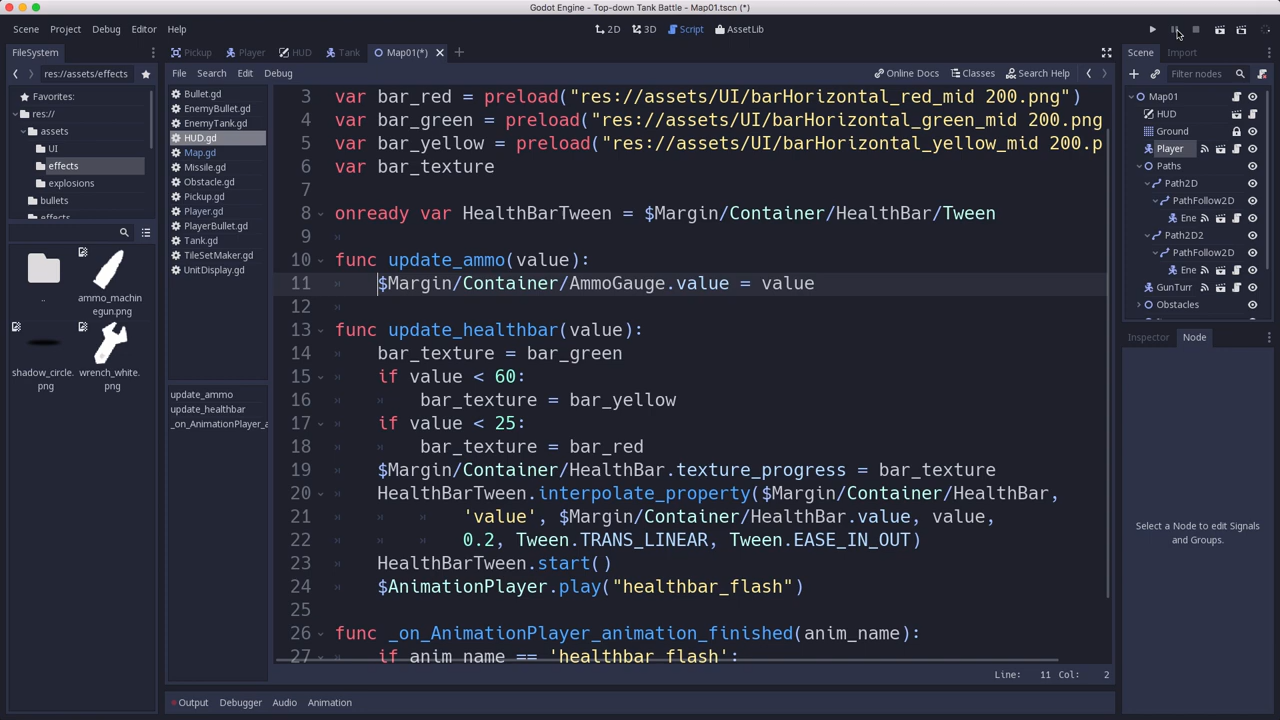 Godot Engine - Top-down Tank Battle - Map01.tscn (*)
Scene Project Debug Editor Help
2D 3D Script AssetLib
FileSystem
Pickup Player HUD Tank Map01(*)
Scene Import
res://assets/effects
File Search Edit Debug
Online Docs Classes Search Help
Filter nodes
Favorites:
res://
assets
UI
effects
explosions
bullets
effects
..
ammo_machinegun.png
shadow_circle.png
wrench_white.png
Bullet.gd
EnemyBullet.gd
EnemyTank.gd
HUD.gd
Map.gd
Missile.gd
Obstacle.gd
Pickup.gd
Player.gd
PlayerBullet.gd
Tank.gd
TileSetMaker.gd
UnitDisplay.gd
update_ammo
update_healthbar
_on_AnimationPlayer_a
3 var bar_red = preload("res://assets/UI/barHorizontal_red_mid 200.png")
4 var bar_green = preload("res://assets/UI/barHorizontal_green_mid 200.png
5 var bar_yellow = preload("res://assets/UI/barHorizontal_yellow_mid 200.p
6 var bar_texture
7
8 onready var HealthBarTween = $Margin/Container/HealthBar/Tween
9
10 func update_ammo(value):
11 $Margin/Container/AmmoGauge.value = value
12
13 func update_healthbar(value):
14 bar_texture = bar_green
15 if value < 60:
16 bar_texture = bar_yellow
17 if value < 25:
18 bar_texture = bar_red
19 $Margin/Container/HealthBar.texture_progress = bar_texture
20 HealthBarTween.interpolate_property($Margin/Container/HealthBar,
21 'value', $Margin/Container/HealthBar.value, value,
22 0.2, Tween.TRANS_LINEAR, Tween.EASE_IN_OUT)
23 HealthBarTween.start()
24 $AnimationPlayer.play("healthbar_flash")
25
26 func _on_AnimationPlayer_animation_finished(anim_name):
27 if anim_name == 'healthbar_flash':
Line: 11 Col: 2
Output Debugger Audio Animation
Map01
HUD
Ground
Player
Paths
Path2D
PathFollow2D
Ene
Path2D2
PathFollow2D
Ene
GunTurr
Obstacles
Inspector Node
Select a Node to edit Signals
and Groups.